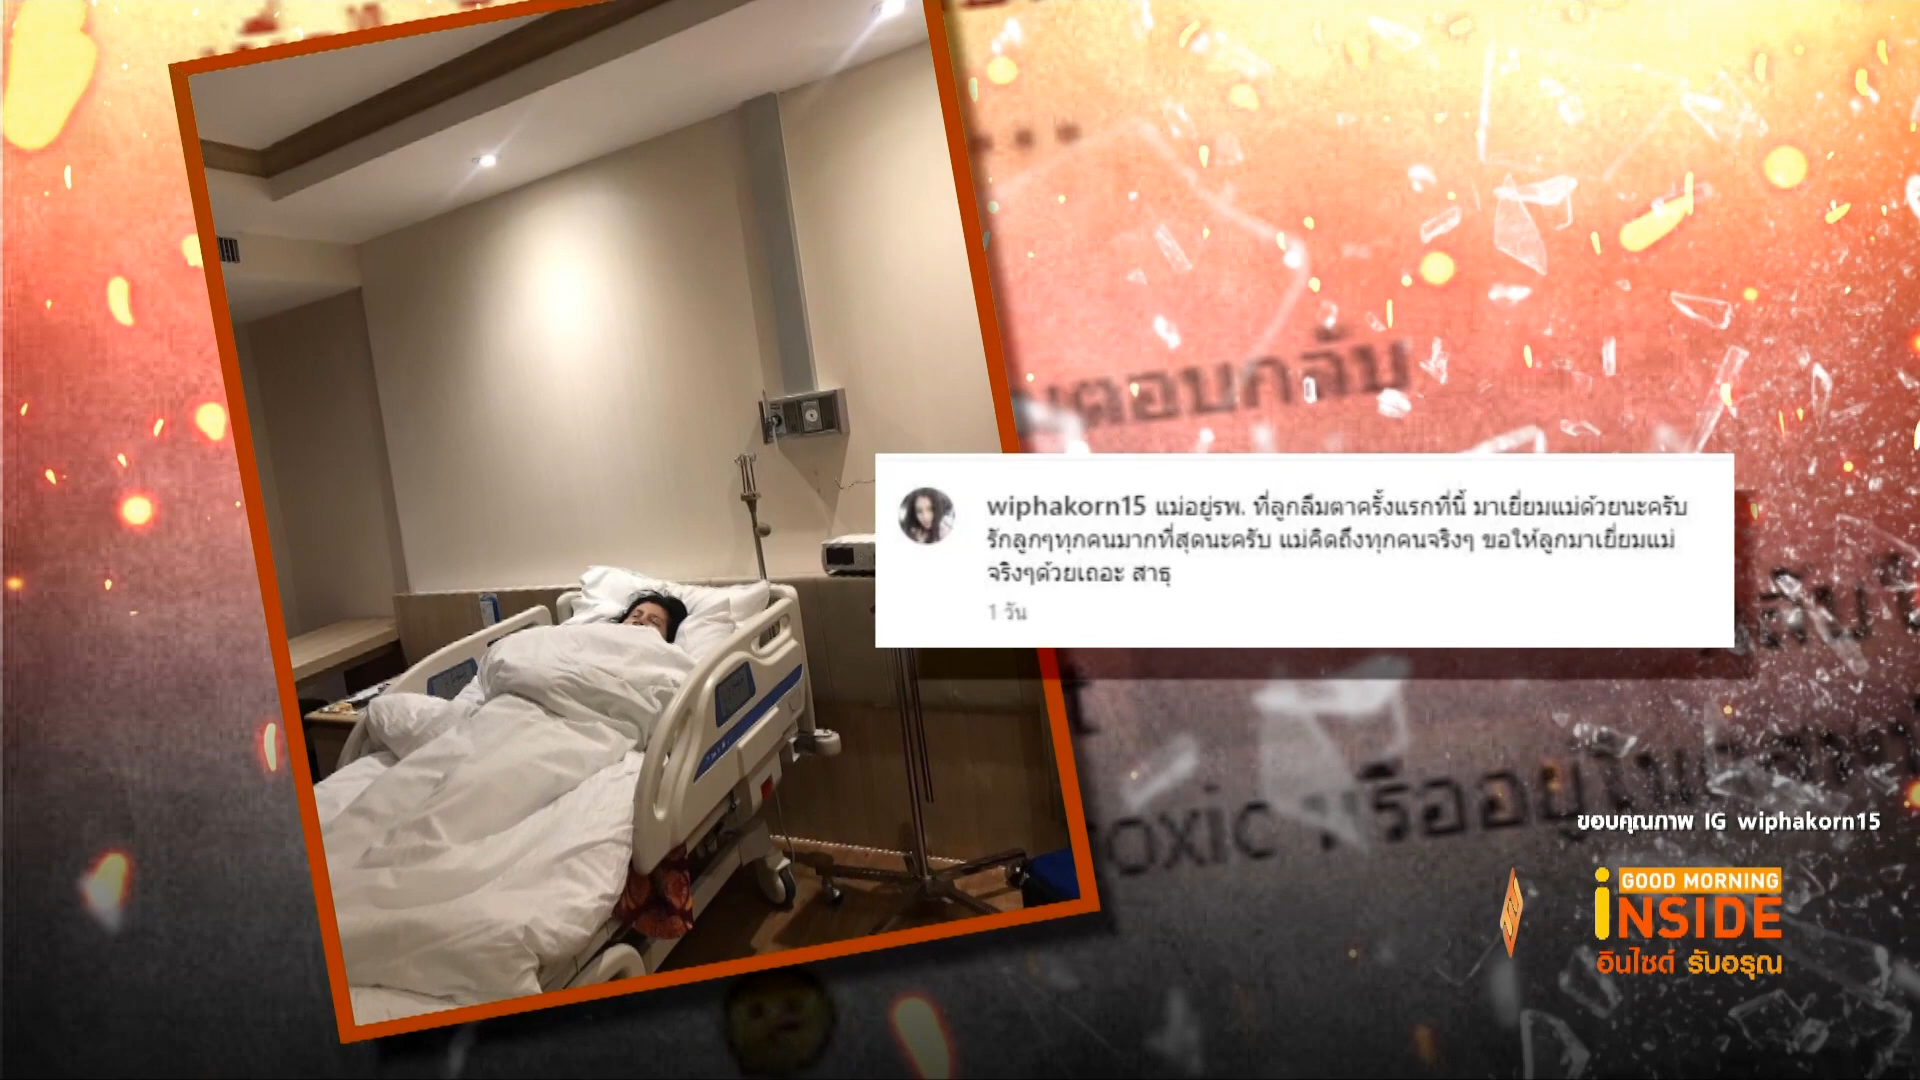 ตอบกลับ
wiphakorn15 แม่อยู่รพ. ที่ลูกลืมตาครั้งแรกที่นี้ มาเยี่ยมแม่ด้วยนะครับ
รักลูกๆทุกคนมากที่สุดนะครับ แม่คิดถึงทุกคนจริงๆ ขอให้ลูกมาเยี่ยมแม่
จริงๆด้วยเถอะ สาธุ
1 วัน
oxic หรืออยู่ใน
ขอบคุณภาพ IG wiphakorn15
GOOD MORNING
iNSIDE
อินไซด์ รับอรุณ